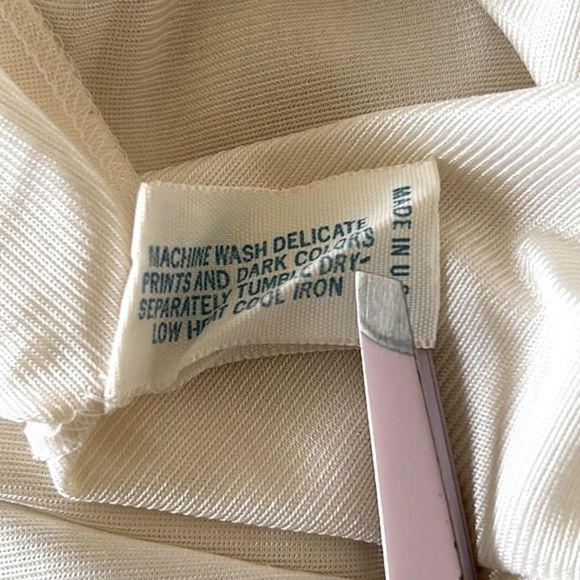 MACHINE WASH DELICATE
PRINTS AND DARK COLORS
SEPARATELY TUMBLE DRY-
LOW HEAT COOL IRON
MADE IN U